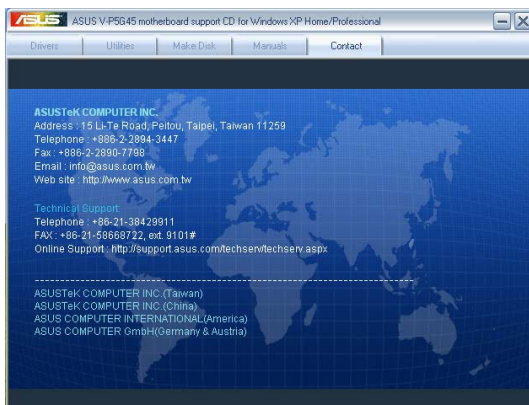 ASUS ASUS V-P5G45 motherboard support CD for Windows XP Home/Professional
Drivers Utilities Make Disk Manuals Contact
ASUSTeK COMPUTER INC.
Address : 15 Li-Te Road, Peitou, Taipei, Taiwan 11259
Telephone : +886-2-2894-3447
Fax : +886-2-2890-7798
Email : info@asus.com.tw
Web site : http://www.asus.com.tw
Technical Support:
Telephone : +86-21-38429911
FAX : +86-21-58668722, ext. 9101#
Online Support : http://support.asus.com/techserv/techserv.aspx
ASUSTeK COMPUTER INC.(Taiwan)
ASUSTeK COMPUTER INC.(China)
ASUS COMPUTER INTERNATIONAL(America)
ASUS COMPUTER GmbH(Germany & Austria)